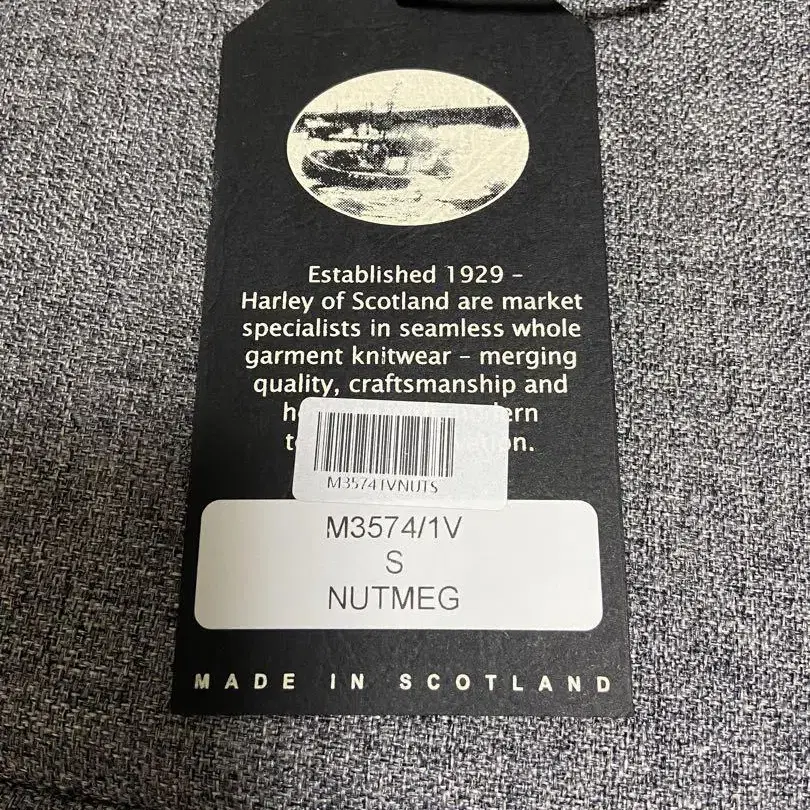 Established 1929 –
Harley of Scotland are market
specialists in seamless whole
garment knitwear – merging
quality, craftsmanship and
M35741VNUTS
M3574/1V
S
NUTMEG
MADE IN SCOTLAND